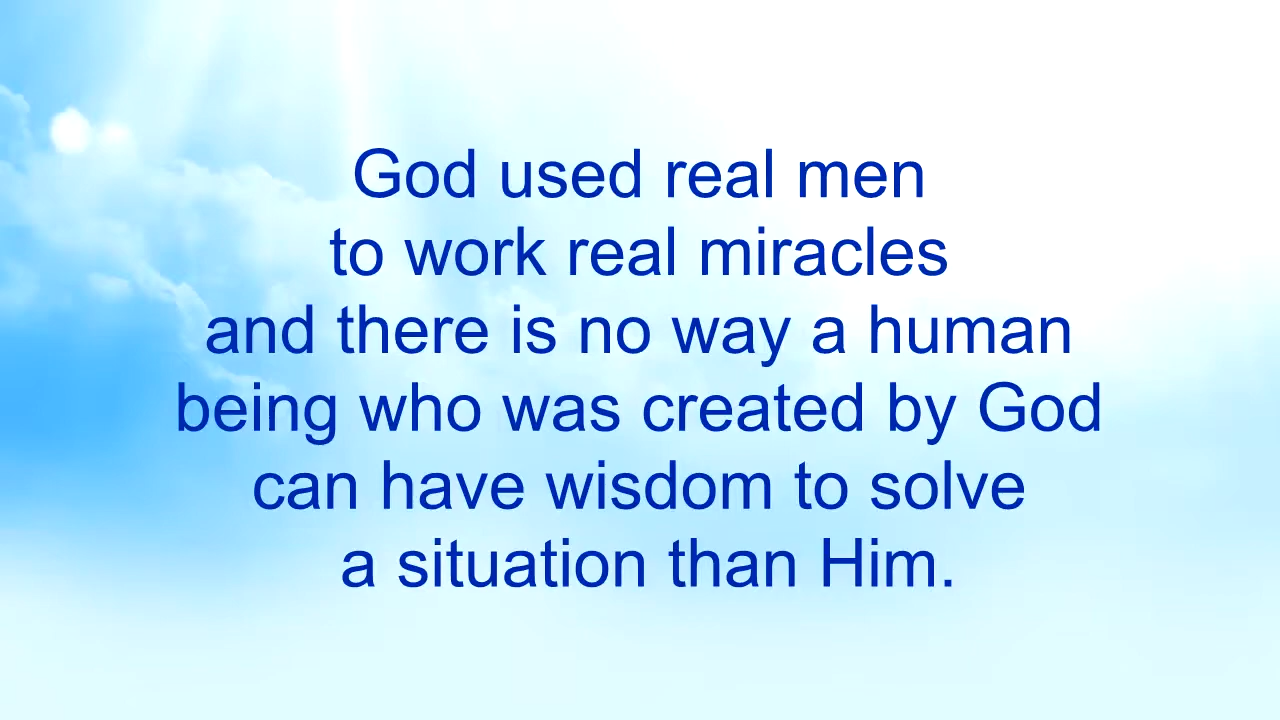 God used real men
to work real miracles
and there is no way a human
being who was created by God
can have wisdom to solve
a situation than Him.